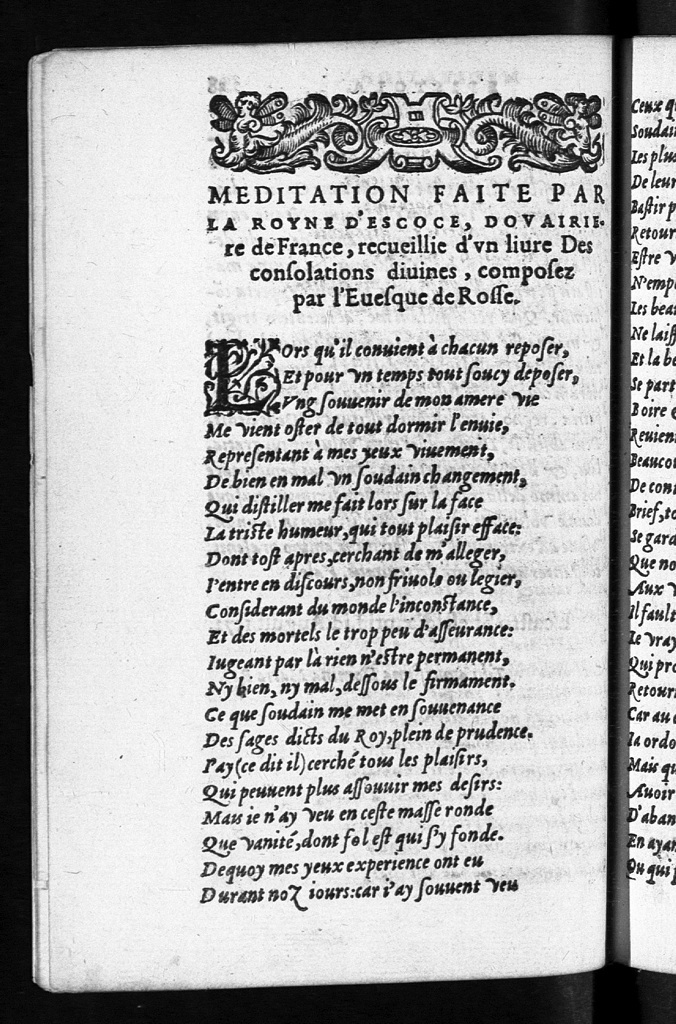 MEDITATION FAITE PAR
LA ROYNE D'ESCOCE, DOVAIRIE-
re de France, recueillie d'vn liure Des
conſolations diuines, compoſez
par l'Eueſque de Roſſe.
LOrs qu'il conuient à chacun repoſer,
Et pour vn temps tout ſoucy depoſer,
Vng ſouuenir de mon amere vie
Me vient oſter de tout dormir l'enuie,
Repreſentant à mes yeux viuement,
De bien en mal vn ſoudain changement,
Qui diſtiller me fait lors ſur la face
La triſte humeur, qui tout plaiſir efface:
Dont toſt apres, cerchant de m'alleger,
I'entre en diſcours, non friuole ou legier,
Conſiderant du monde l'inconſtance,
Et des mortels le trop peu d'aſſeurance:
Iugeant par là rien n'eſtre permanent,
Ny bien, ny mal, deſſous le firmament.
Ce que ſoudain me met en ſouuenance
Des ſages dicts du Roy, plein de prudence.
I'ay (ce dit il) cerché tous les plaiſirs,
Qui peuuent plus aſſouuir mes deſirs:
Mais ie n'ay veu en ceſte maſſe ronde
Que vanité, dont fol eſt qui s'y fonde.
Dequoy mes yeux experience ont eu
Durant noz iours: car i'ay ſouuent veu
Ceux
Soudain
Les plus
De leur
Baſtir
Retour
Eſtre
N'emp
Les beau
Ne laiſſ
Et la be
Se part
Boire
Reuien
Beaucou
De con
Brief, to
Se gard
Que no
Aux
Il fault
Le vray
Qui pro
Retour
Car au
Ia ordo
Mais qu
Auoir
D'aban
En ayan
Ou qui